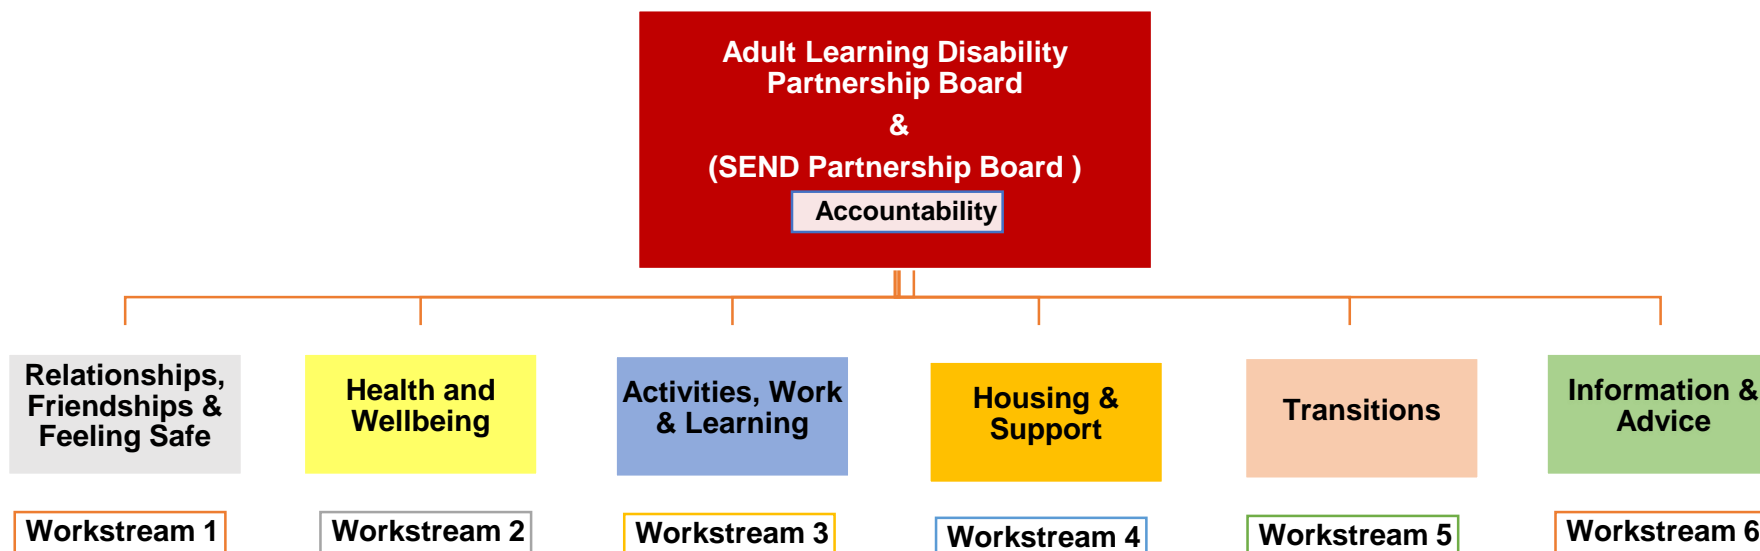 Adult Learning Disability
Partnership Board
&
(SEND Partnership Board )
Accountability
Relationships,
Friendships &
Feeling Safe
Health and
Wellbeing
Activities, Work
& Learning
Housing &
Support
Transitions
Information &
Advice
Workstream 1
Workstream 2
Workstream 3
Workstream 4
Workstream 5
Workstream 6